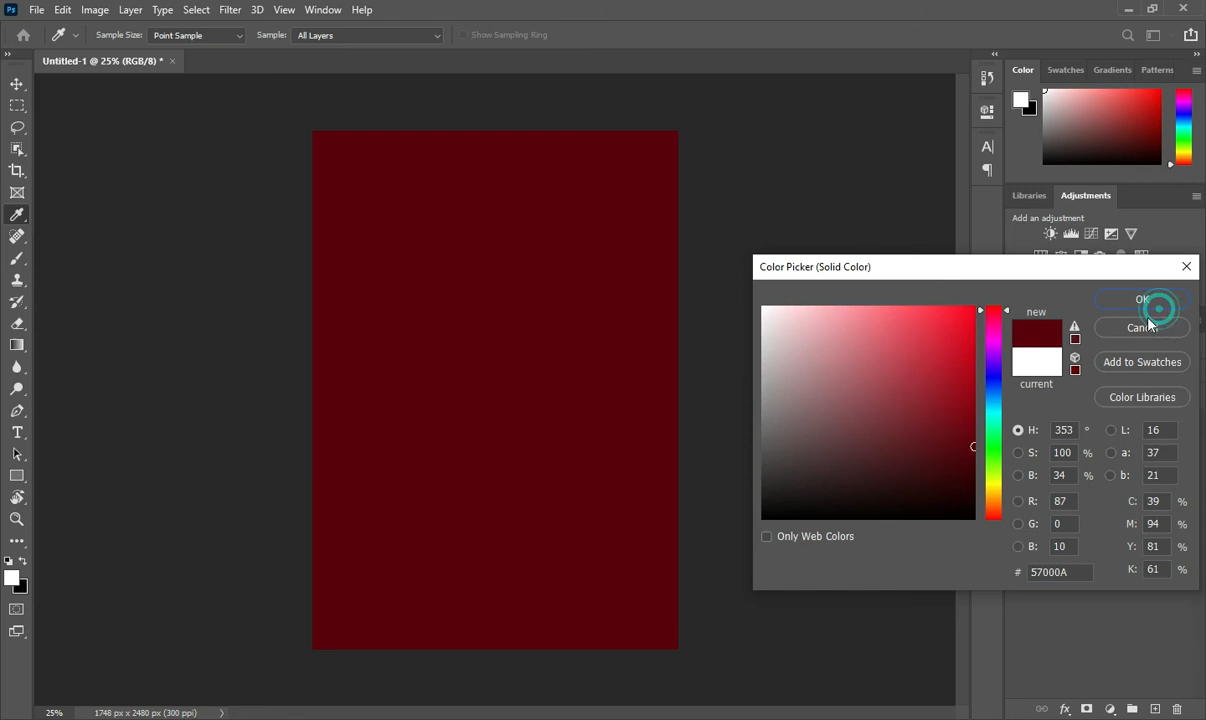 Ps File Edit Image Layer Type Select Filter 3D View Window Help
Sample Size: Point Sample Sample: All Layers Show Sampling Ring
Untitled-1 @ 25% (RGB/8) * ×
Color Swatches Gradients Patterns
Libraries Adjustments
Add an adjustment
Color Picker (Solid Color)
OK
new
Cancel
Add to Swatches
current
Color Libraries
H: 353 ° L: 16
S: 100 % a: 37
B: 34 % b: 21
R: 87 C: 39 %
G: 0 M: 94 %
B: 10 Y: 81 %
# 57000A K: 61 %
Only Web Colors
25% 1748 px x 2480 px (300 ppi)